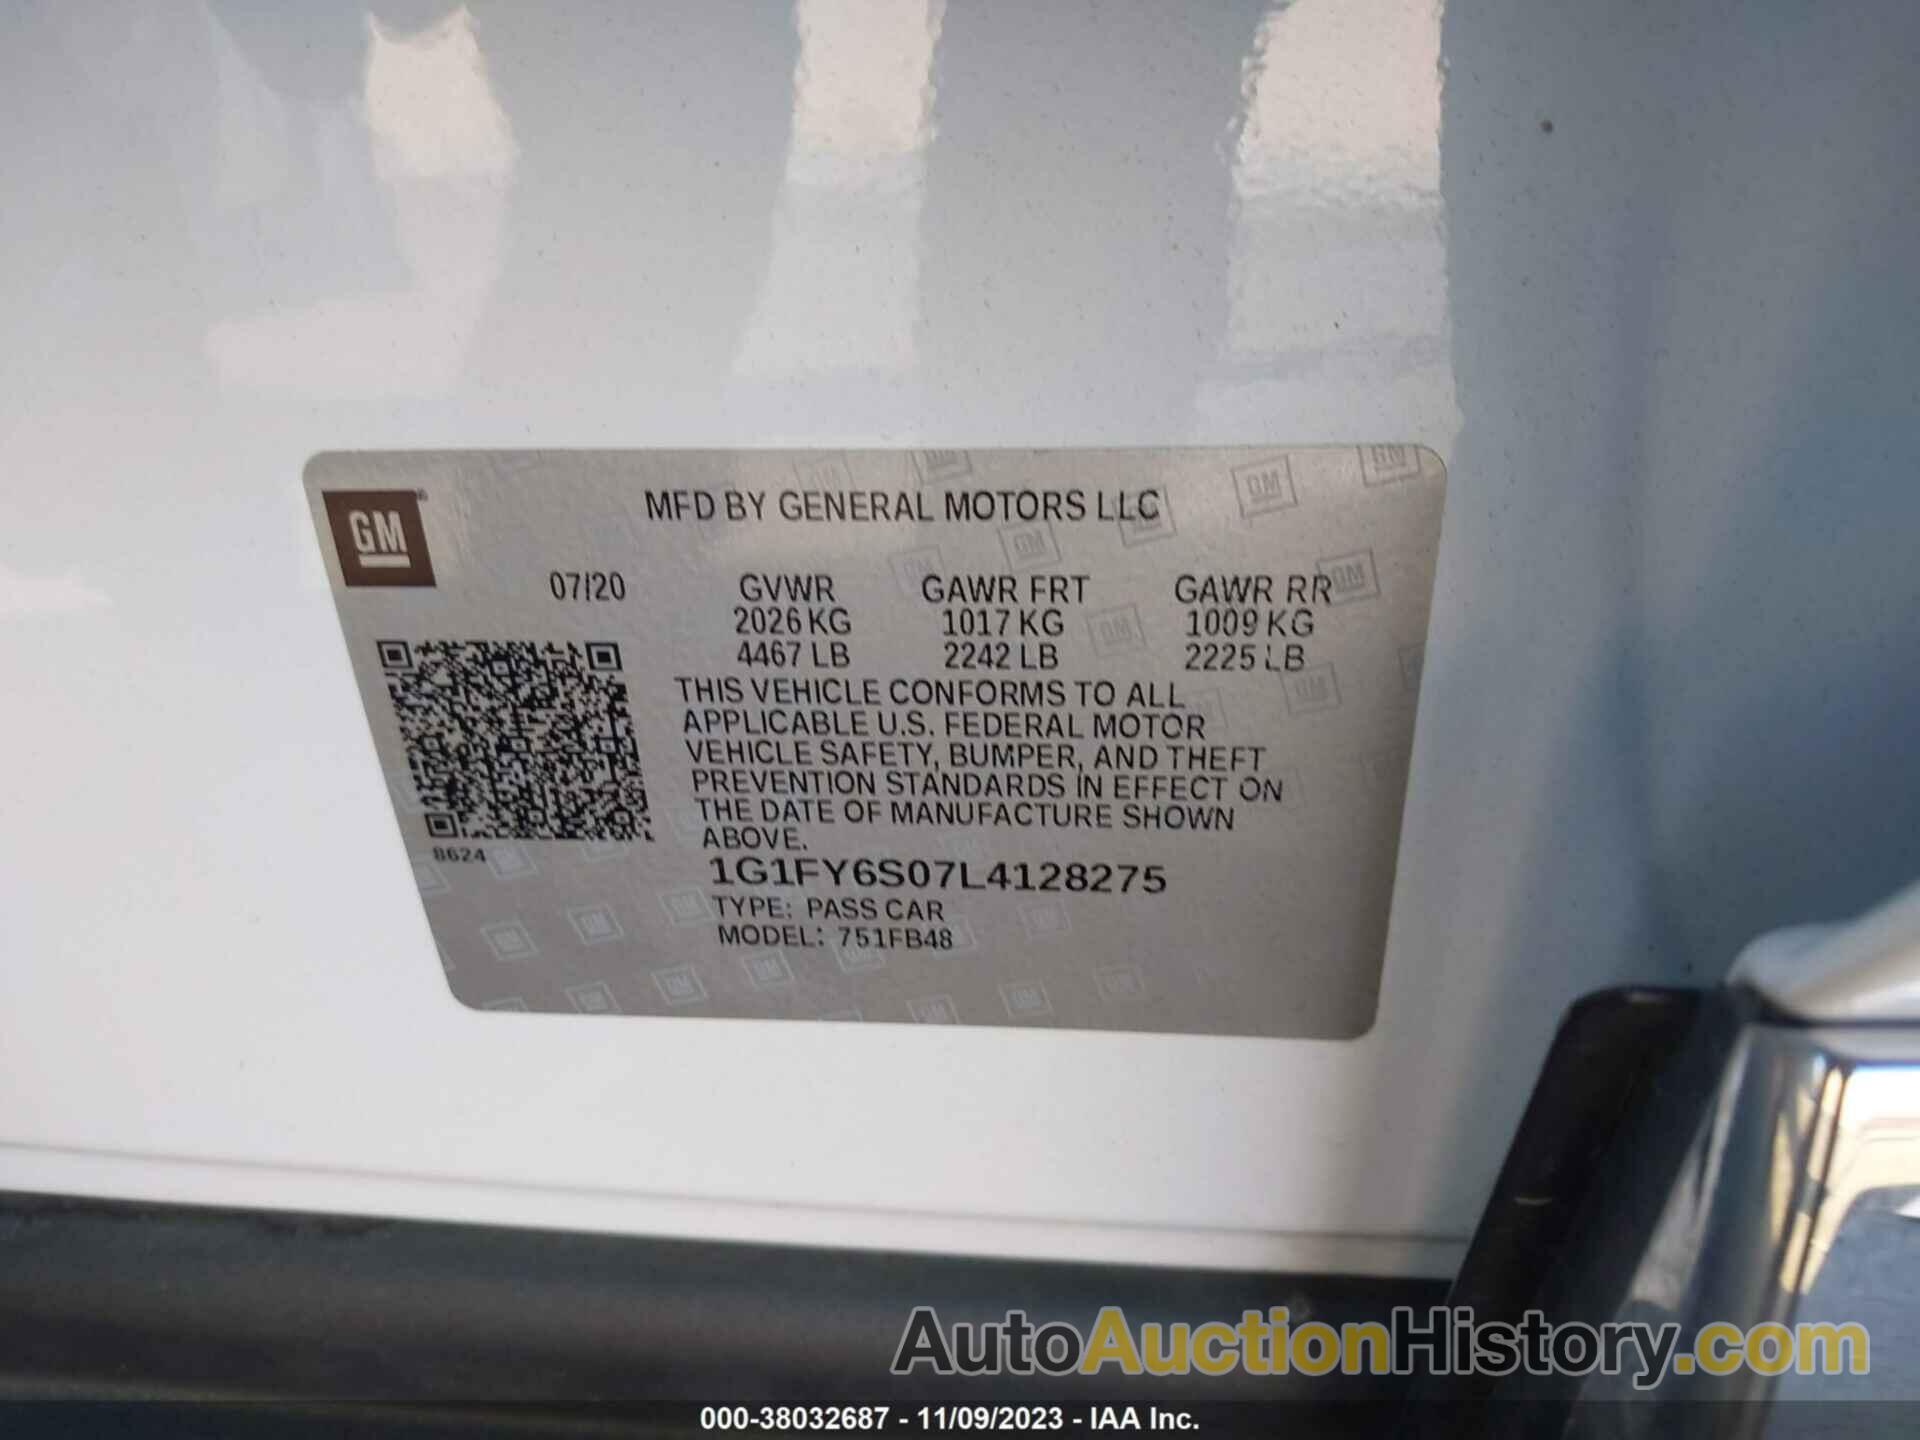 MFD BY GENERAL MOTORS LLC
GM
07/20 GVWR GAWR FRT GAWR RR
2026 KG 1017 KG 1009 KG
4467 LB 2242 LB 2225 LB
THIS VEHICLE CONFORMS TO ALL
APPLICABLE U.S. FEDERAL MOTOR
VEHICLE SAFETY, BUMPER, AND THEFT
PREVENTION STANDARDS IN EFFECT ON
THE DATE OF MANUFACTURE SHOWN
ABOVE.
8624
1G1FY6S07L4128275
TYPE: PASS CAR
MODEL: 751FB48
AutoAuctionHistory.com
000-38032687 - 11/09/2023 - IAA Inc.